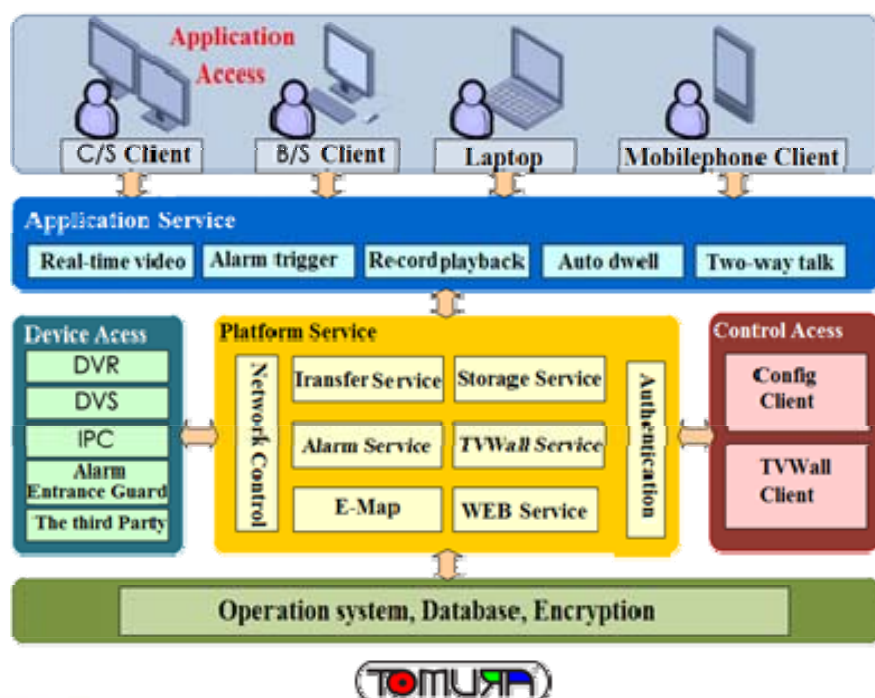 Application
Access
C/S Client
B/S Client
Laptop
Mobilephone Client
Application Service
Real-time video
Alarm trigger
Record playback
Auto dwell
Two-way talk
Device Acess
DVR
DVS
IPC
Alarm
Entrance Guard
The third Party
Platform Service
Network Control
Transfer Service
Storage Service
Alarm Service
TVWall Service
E-Map
WEB Service
Authentication
Control Acess
Config
Client
TVWall
Client
Operation system, Database, Encryption
TOMURA